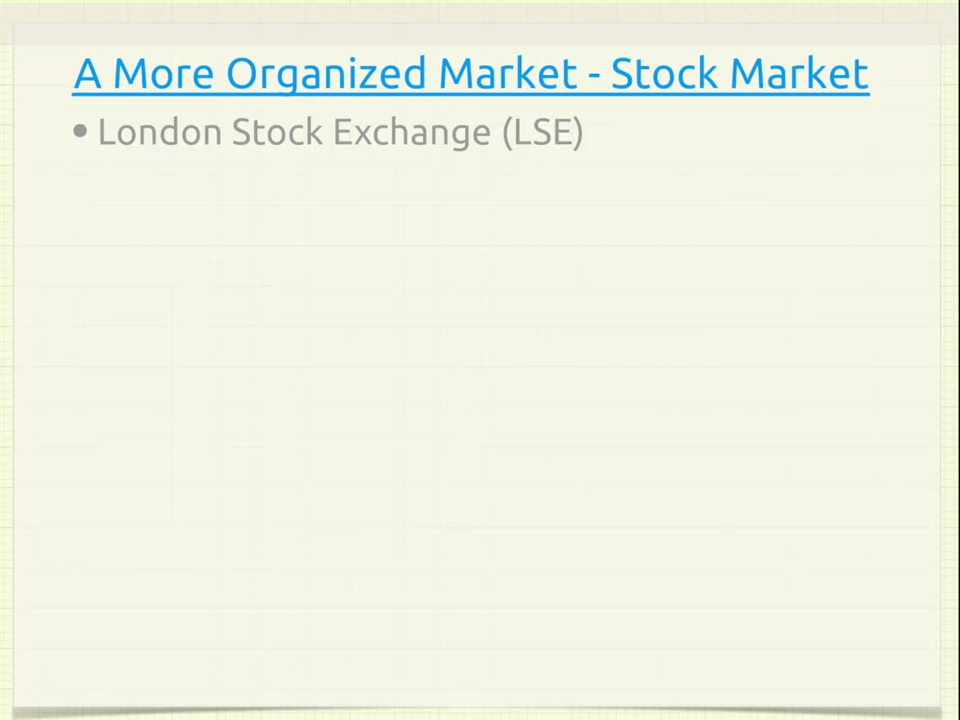 A More Organized Market - Stock Market
• London Stock Exchange (LSE)